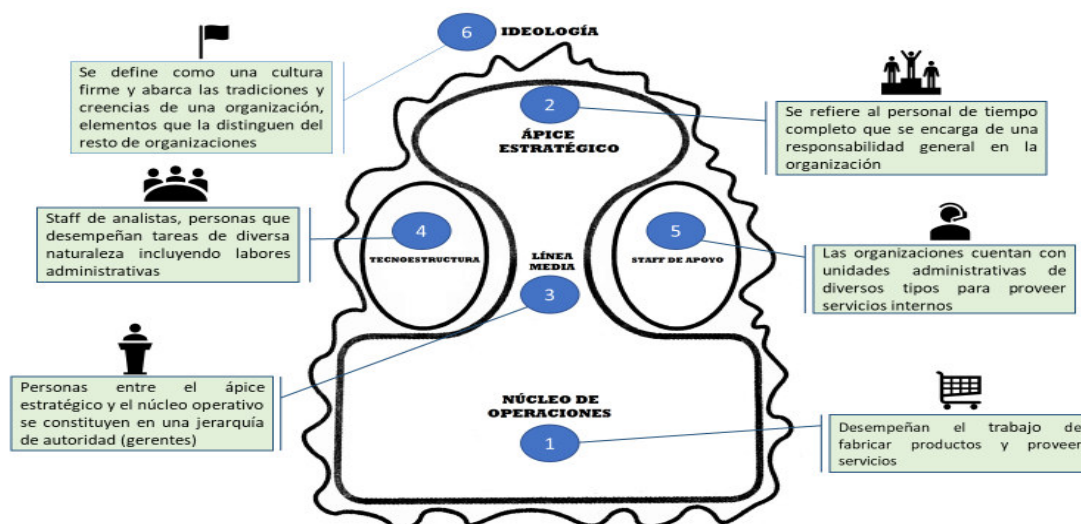 6
IDEOLOGÍA
Se define como una cultura
firme y abarca las tradiciones y
creencias de una organización,
elementos que la distinguen del
resto de organizaciones
2
ÁPICE
ESTRATÉGICO
Se refiere al personal de tiempo
completo que se encarga de una
responsabilidad general en la
organización
Staff de analistas, personas que
desempeñan tareas de diversa
naturaleza incluyendo labores
administrativas
4
TECNOESTRUCTURA
LÍNEA
MEDIA
3
5
STAFF DE APOYO
Las organizaciones cuentan con
unidades administrativas de
diversos tipos para proveer
servicios internos
Personas entre el ápice
estratégico y el núcleo operativo
se constituyen en una jerarquía
de autoridad (gerentes)
NÚCLEO DE
OPERACIONES
1
Desempeñan el trabajo de
fabricar productos y proveer
servicios